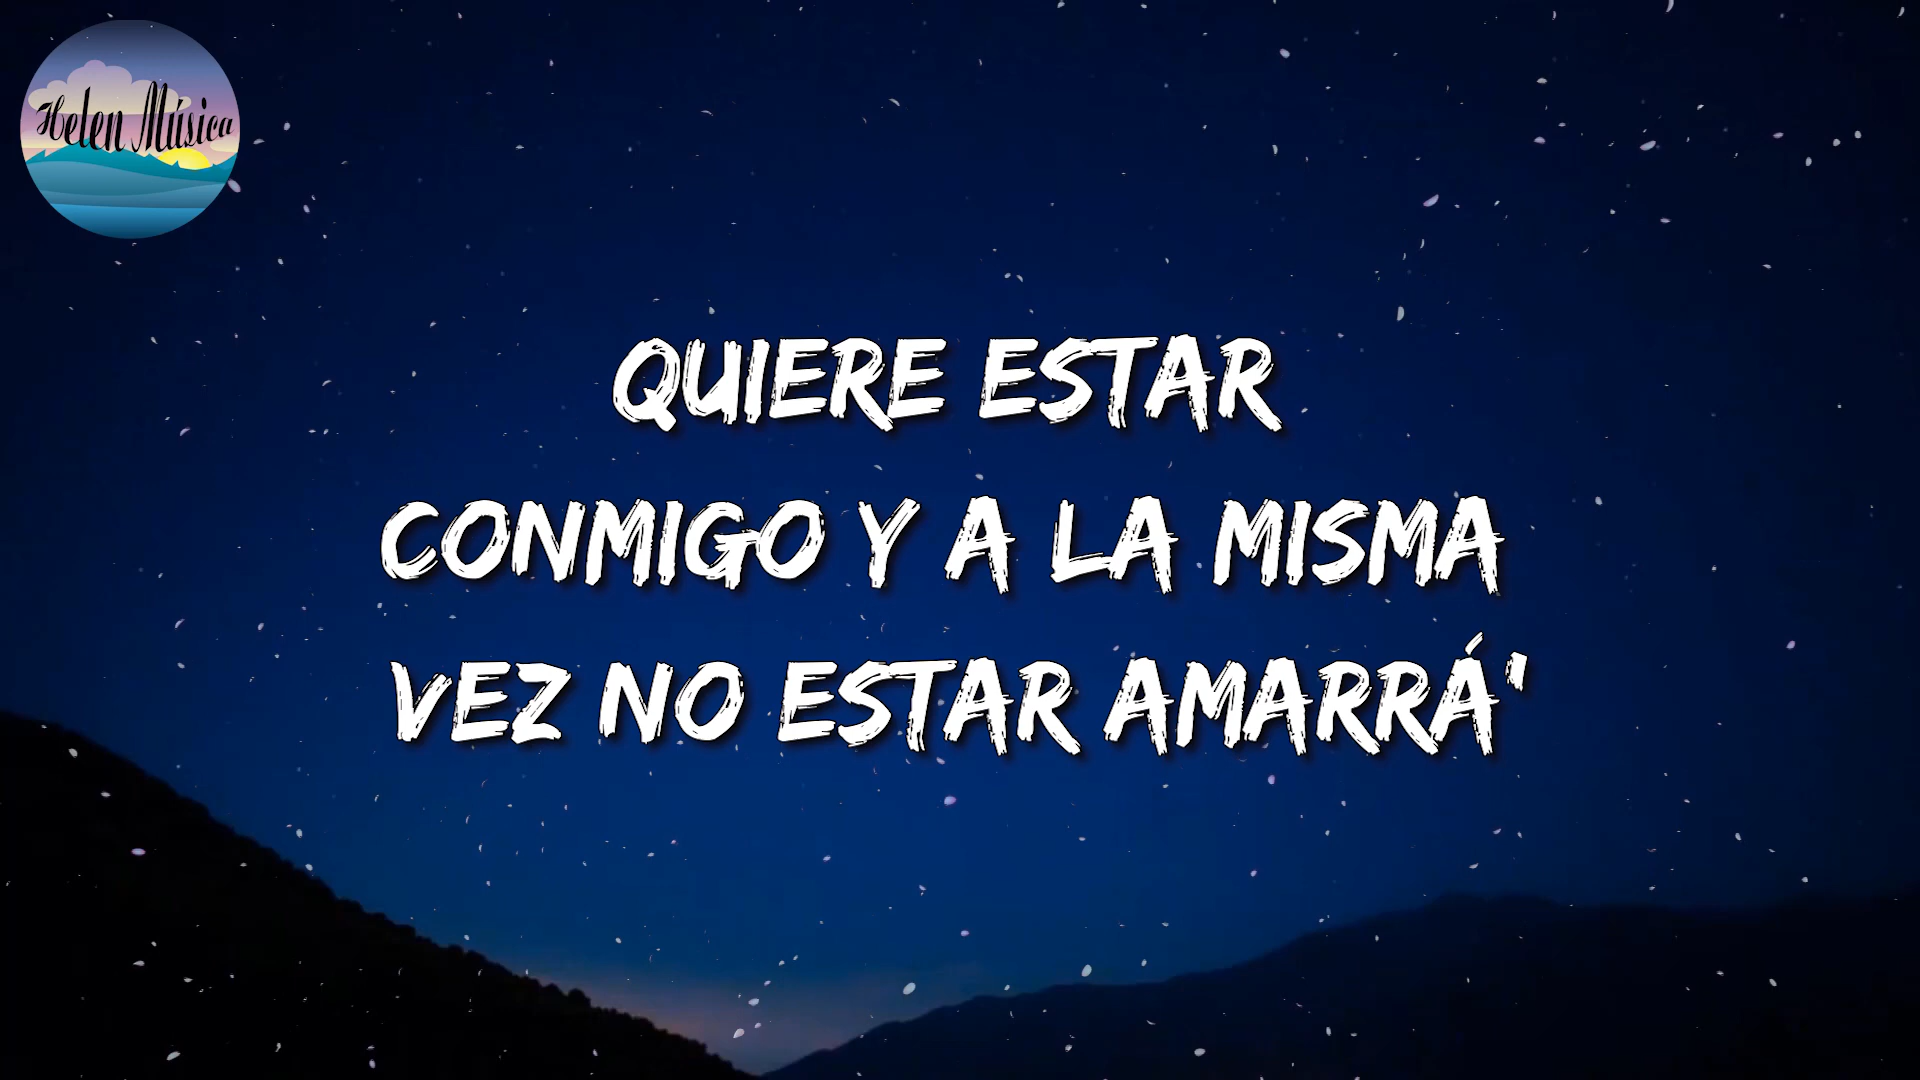 Helen Música
QUIERE ESTAR
CONMIGO Y A LA MISMA
VEZ NO ESTAR AMARRÁ'